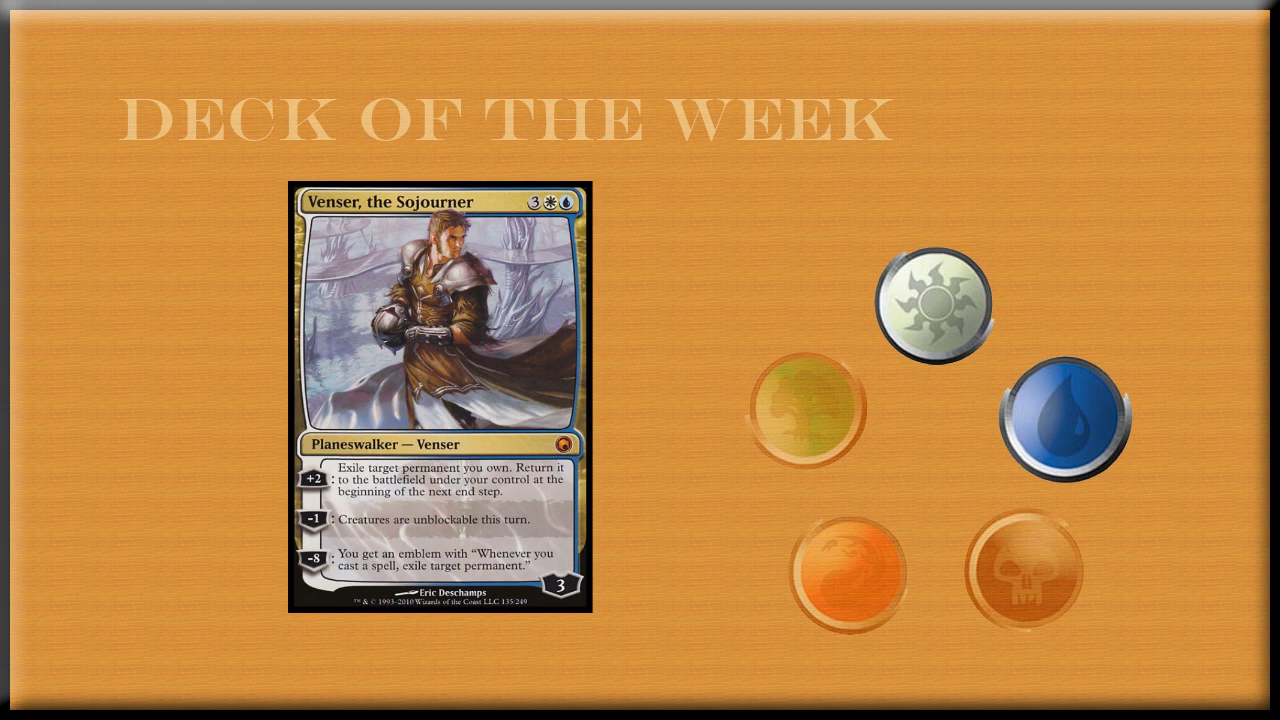 DECK OF THE WEEK
Venser, the Sojourner 3
Planeswalker — Venser
+2 : Exile target permanent you own. Return it
to the battlefield under your control at the
beginning of the next end step.
-1 : Creatures are unblockable this turn.
-8 : You get an emblem with “Whenever you
cast a spell, exile target permanent.”
3
Eric Deschamps
™ & © 1993–2010 Wizards of the Coast LLC 135/249